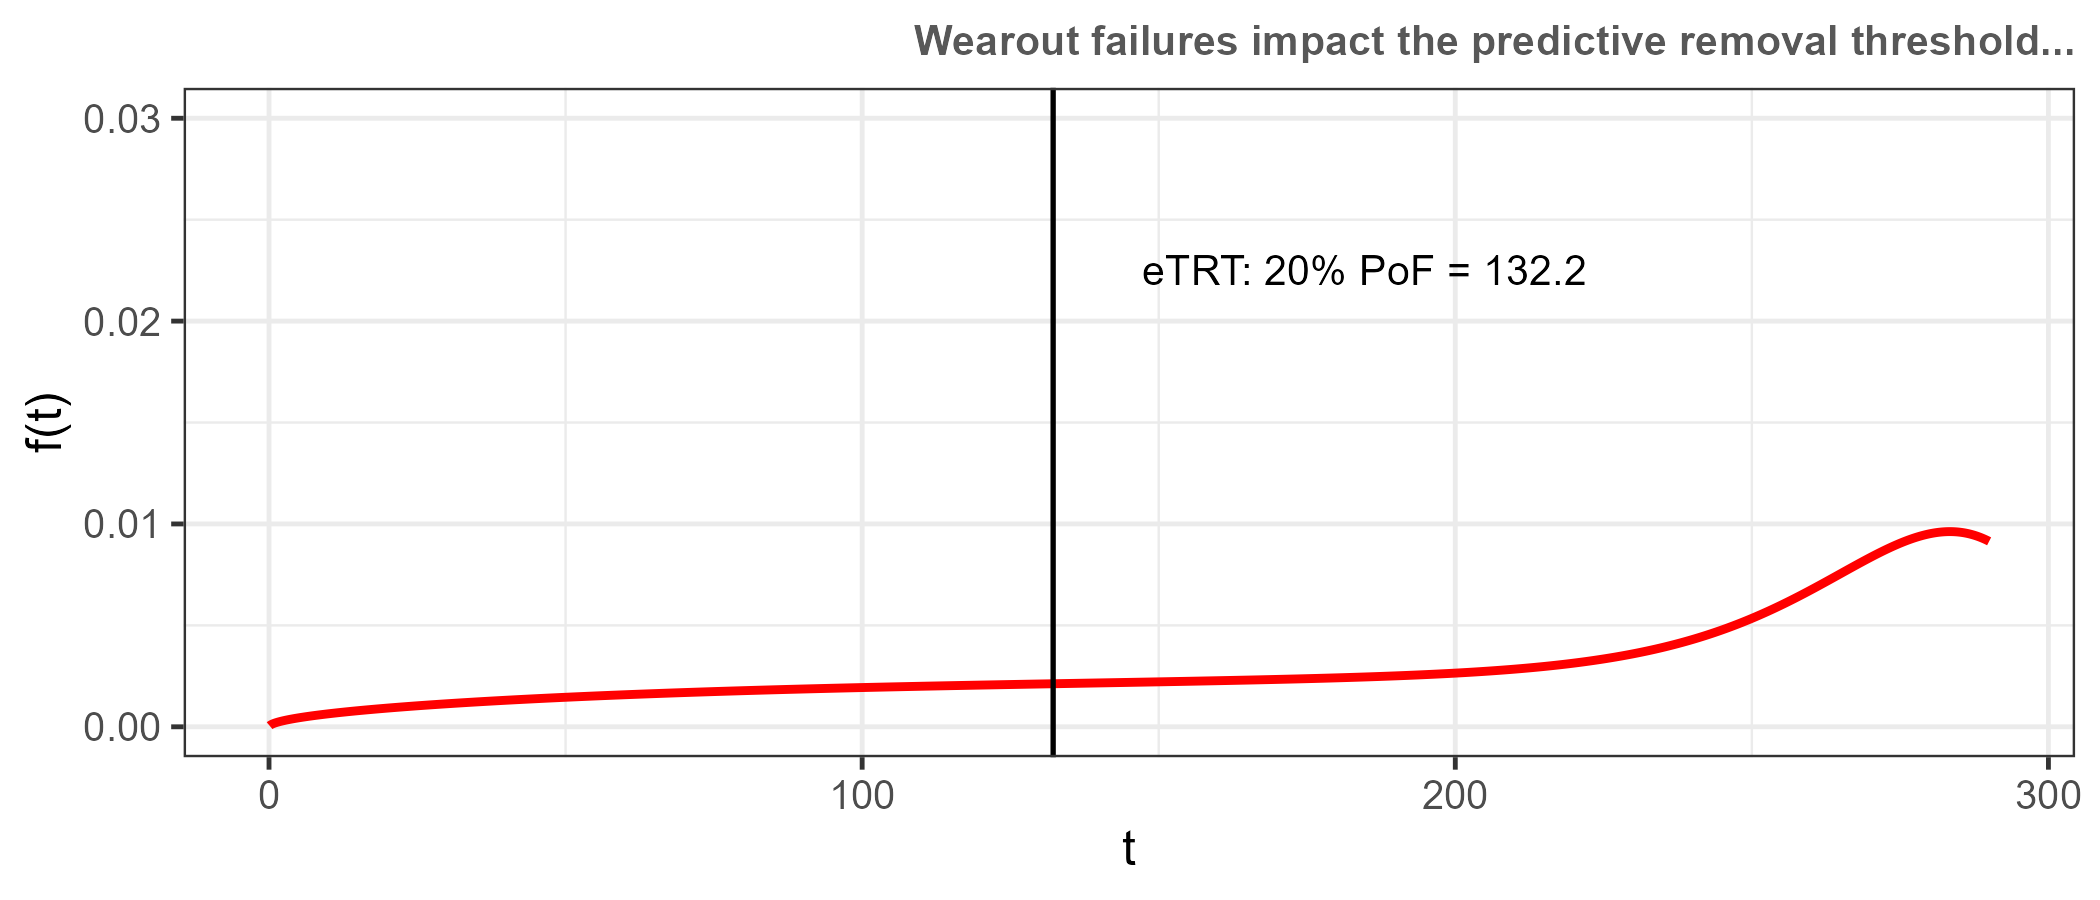 Wearout failures impact the predictive removal threshold...
0.03
0.02
0.01
0.00
f(t)
eTRT: 20% PoF = 132.2
0 100 200 300
t